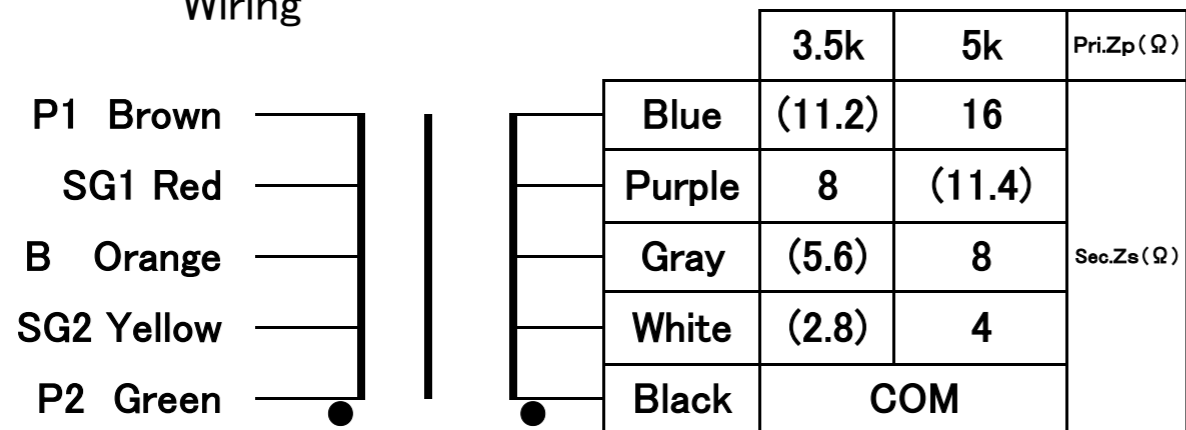 Wiring
3.5k 5k Pri.Zp(Ω)
P1 Brown Blue (11.2) 16
SG1 Red Purple 8 (11.4)
B Orange Gray (5.6) 8 Sec.Zs(Ω)
SG2 Yellow White (2.8) 4
P2 Green Black COM